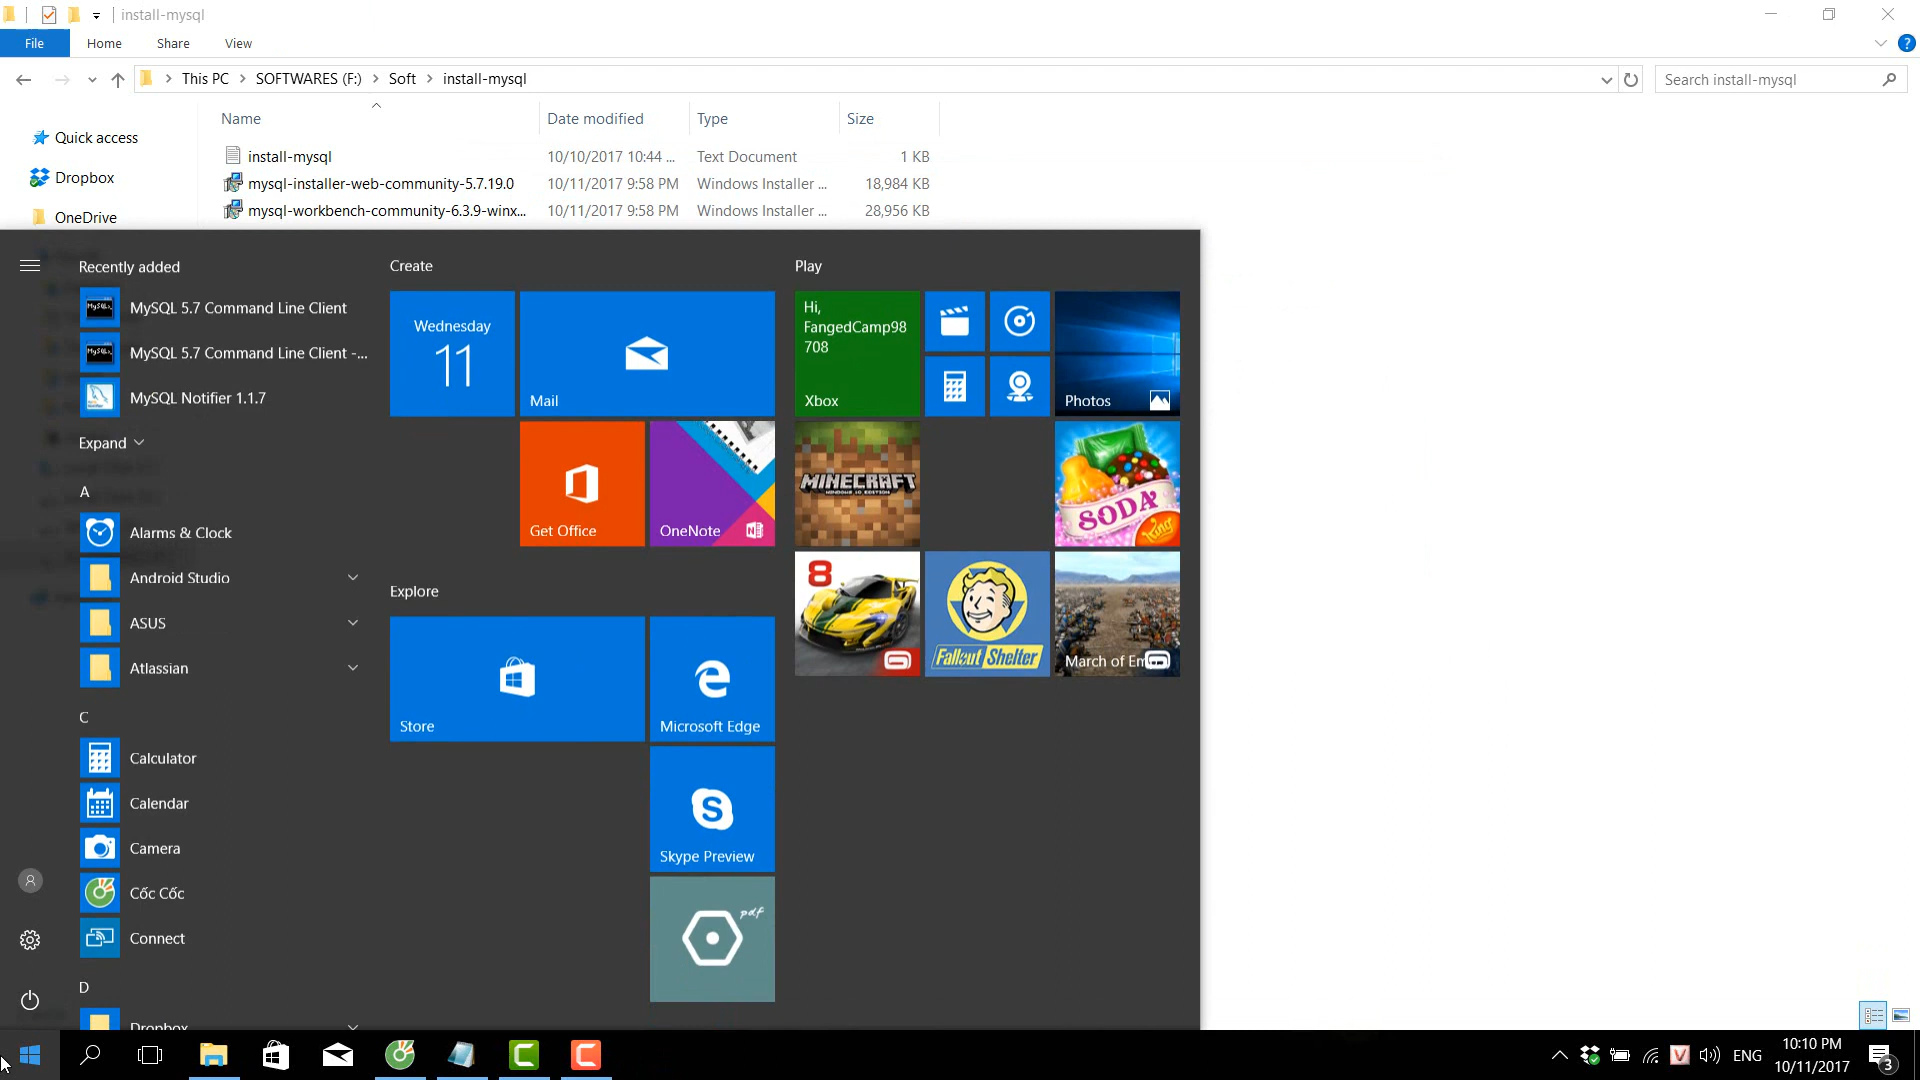 install-mysql
File
Home
Share
View
This PC
SOFTWARES (F:)
Soft
install-mysql
Search install-mysql
Name
Date modified
Type
Size
Quick access
Dropbox
OneDrive
install-mysql
10/10/2017 10:44 ...
Text Document
1 KB
mysql-installer-web-community-5.7.19.0
10/11/2017 9:58 PM
Windows Installer ...
18,984 KB
mysql-workbench-community-6.3.9-winx...
10/11/2017 9:58 PM
Windows Installer ...
28,956 KB
Recently added
MySQL 5.7 Command Line Client
MySQL 5.7 Command Line Client -...
MySQL Notifier 1.1.7
Expand
A
Alarms & Clock
Android Studio
ASUS
Atlassian
C
Calculator
Calendar
Camera
Cốc Cốc
Connect
D
Dropbox
Create
Wednesday
11
Mail
Get Office
OneNote
Explore
Store
Microsoft Edge
Skype Preview
pdf
Play
Hi,
FangedCamp98
708
Xbox
Photos
MINECRAFT
WINDOWS 10 EDITION
SODA
King
8
Fallout Shelter
March of Em
ENG
10:10 PM
10/11/2017
3